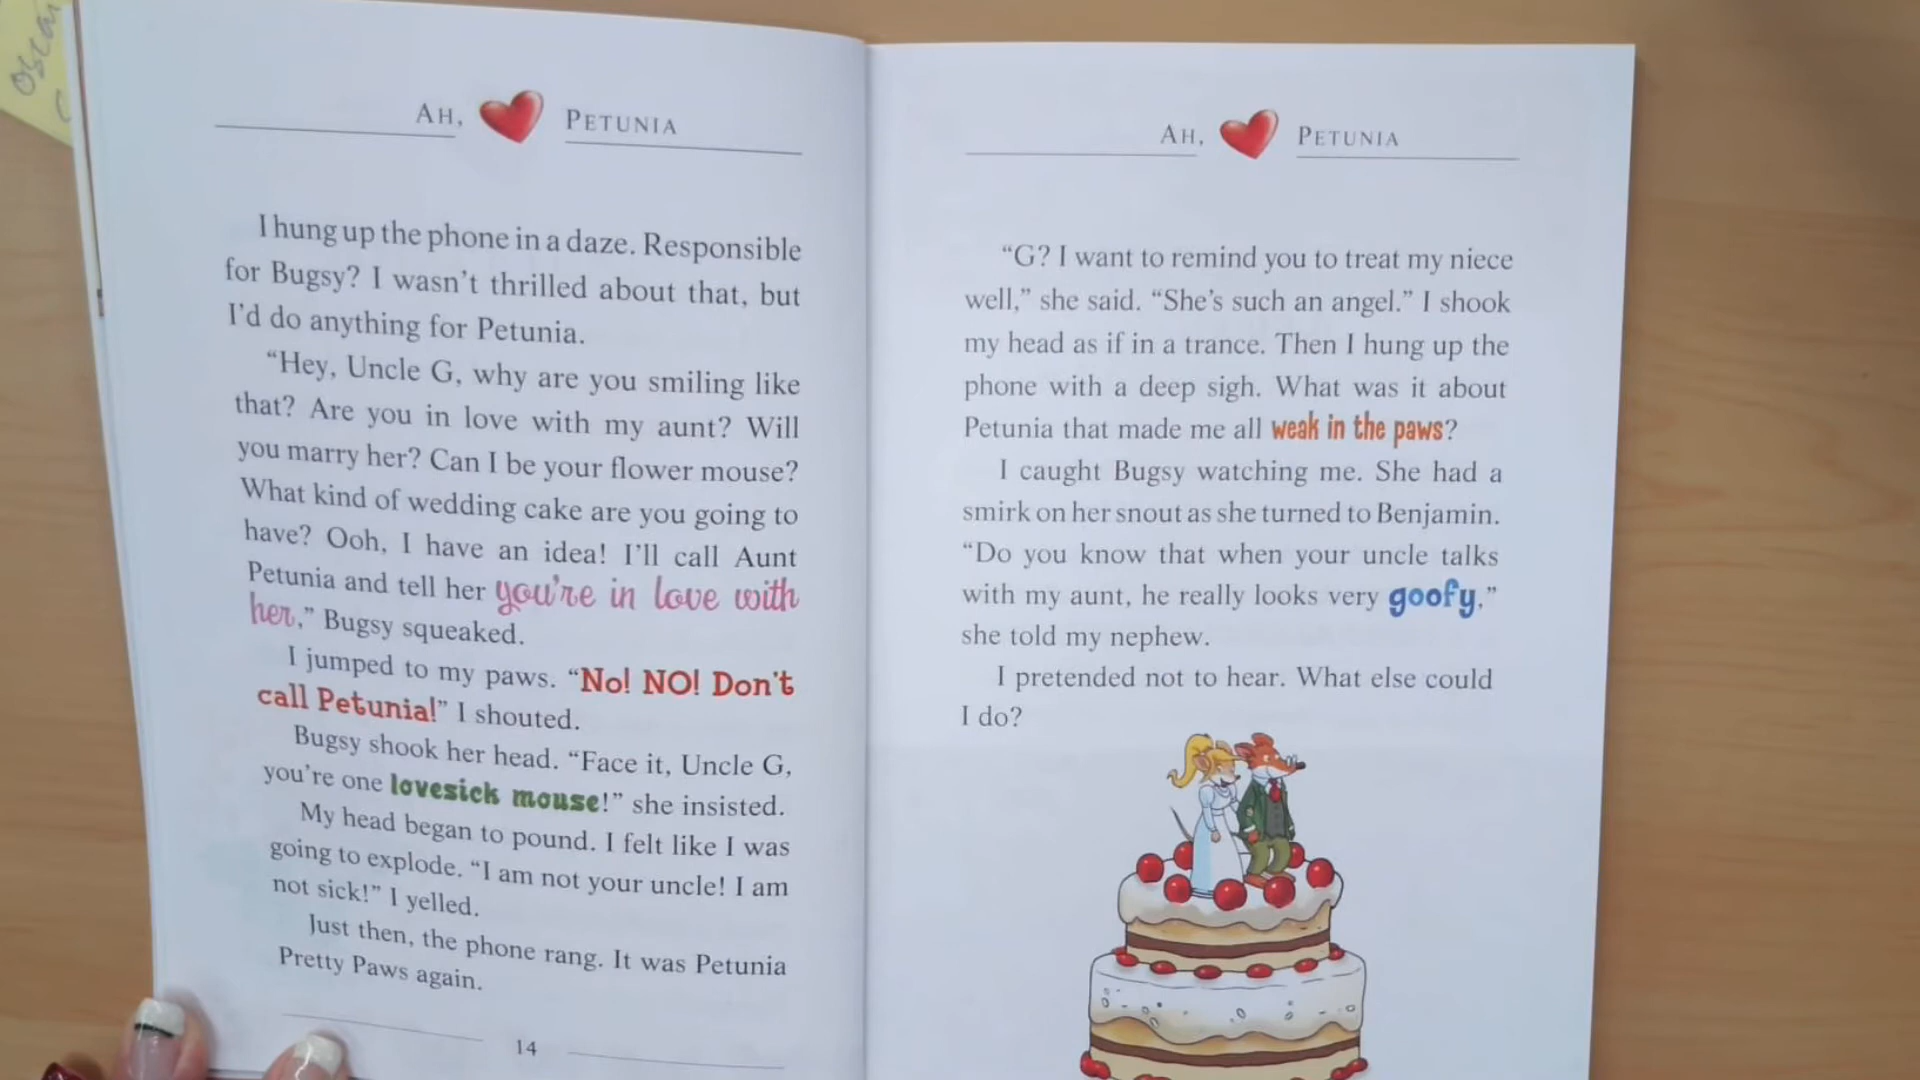 Oscar
AH, PETUNIA
I hung up the phone in a daze. Responsible
for Bugsy? I wasn’t thrilled about that, but
I’d do anything for Petunia.
“Hey, Uncle G, why are you smiling like
that? Are you in love with my aunt? Will
you marry her? Can I be your flower mouse?
What kind of wedding cake are you going to
have? Ooh, I have an idea! I’ll call Aunt
Petunia and tell her you’re in love with
her,” Bugsy squeaked.
I jumped to my paws. “No! NO! Don’t
call Petunia!” I shouted.
Bugsy shook her head. “Face it, Uncle G,
you’re one lovesick mouse!” she insisted.
My head began to pound. I felt like I was
going to explode. “I am not your uncle! I am
not sick!” I yelled.
Just then, the phone rang. It was Petunia
Pretty Paws again.
14
AH, PETUNIA
“G? I want to remind you to treat my niece
well,” she said. “She’s such an angel.” I shook
my head as if in a trance. Then I hung up the
phone with a deep sigh. What was it about
Petunia that made me all weak in the paws?
I caught Bugsy watching me. She had a
smirk on her snout as she turned to Benjamin.
“Do you know that when your uncle talks
with my aunt, he really looks very goofy,”
she told my nephew.
I pretended not to hear. What else could
I do?